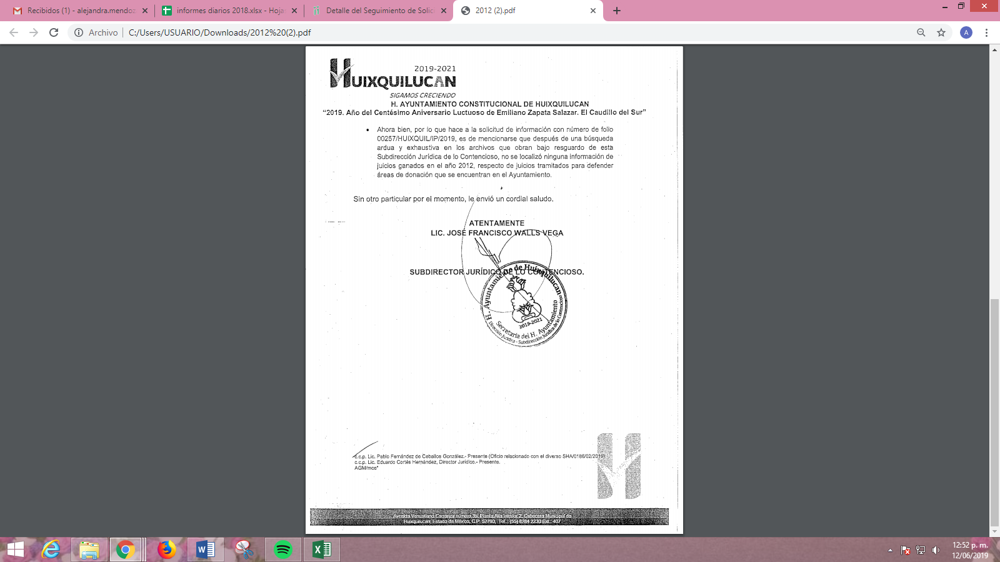 Recibidos (1) - alejandra.mendoz
informes diarios 2018.xlsx - Hoja
Detalle del Seguimiento de Solic
2012 (2).pdf
Archivo
C:/Users/USUARIO/Downloads/2012%20(2).pdf
A
2019-2021
HUIXQUILUCAN
SIGAMOS CRECIENDO
H. AYUNTAMIENTO CONSTITUCIONAL DE HUIXQUILUCAN
“2019. Año del Centésimo Aniversario Luctuoso de Emiliano Zapata Salazar. El Caudillo del Sur”
• Ahora bien, por lo que hace a la solicitud de información con número de folio
00257/HUIXQUIL/IP/2019, es de mencionarse que después de una búsqueda
ardua y exhaustiva en los archivos que obran bajo resguardo de esta
Subdirección Jurídica de lo Contencioso, no se localizó ninguna información de
juicios ganados en el año 2012, respecto de juicios tramitados para defender
áreas de donación que se encuentran en el Ayuntamiento.
Sin otro particular por el momento, le envió un cordial saludo.
ATENTAMENTE
LIC. JOSÉ FRANCISCO WALLS VEGA
SUBDIRECTOR JURÍDICO DE LO CONTENCIOSO.
H. Ayuntamiento de Huixquilucan
2019-2021
Secretaría del H. Ayuntamiento
Dirección Jurídica - Subdirección Jurídica de lo Contencioso
c.c.p. Lic. Pablo Fernández de Ceballos González.- Presente (Oficio relacionado con el diverso SHA/0186/02/2019)
c.c.p. Lic. Eduardo Cortés Hernández, Director Jurídico.- Presente.
AGM/mce*
Avenida Venustiano Carranza número 35, Planta Alta Interior 2, Cabecera Municipal de
Huixquilucan, Estado de México, C.P. 52760, Tel.: (55) 8284 2230 Ext.: 407
12:52 p. m.
12/06/2019